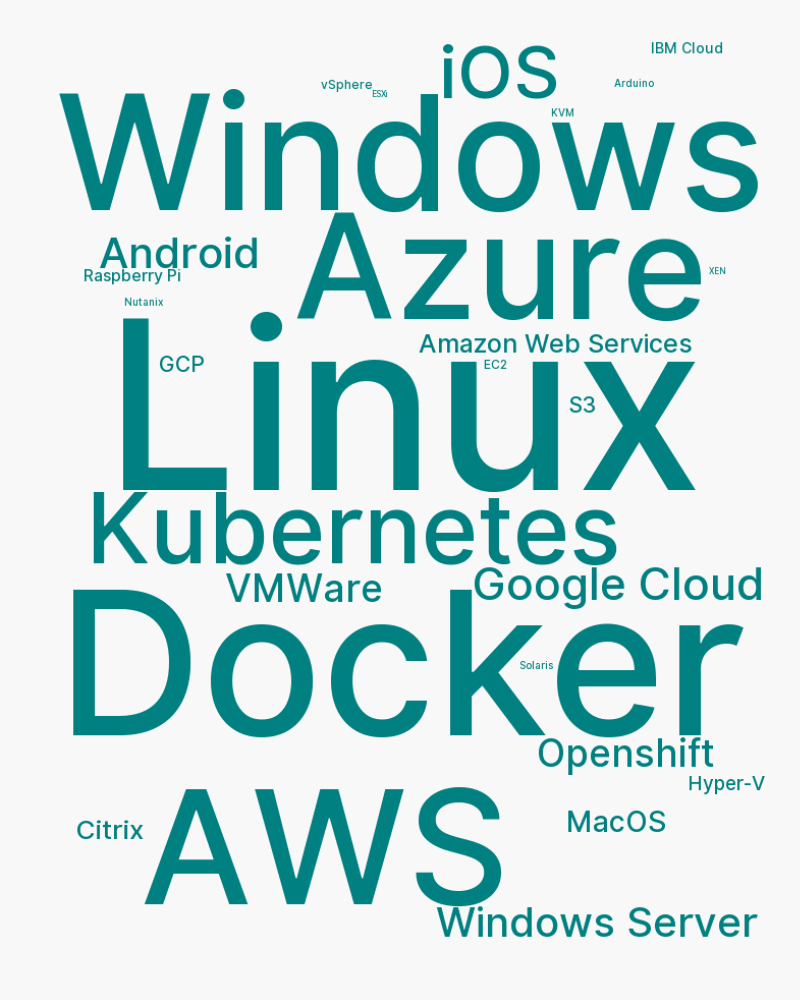 iOS
IBM Cloud
vSphere
ESXi
Arduino
Windows
KVM
Android
Azure
Raspberry Pi
XEN
Nutanix
Linux
Amazon Web Services
GCP
EC2
S3
Kubernetes
VMWare
Google Cloud
Docker
Solaris
Openshift
Hyper-V
AWS
Citrix
MacOS
Windows Server